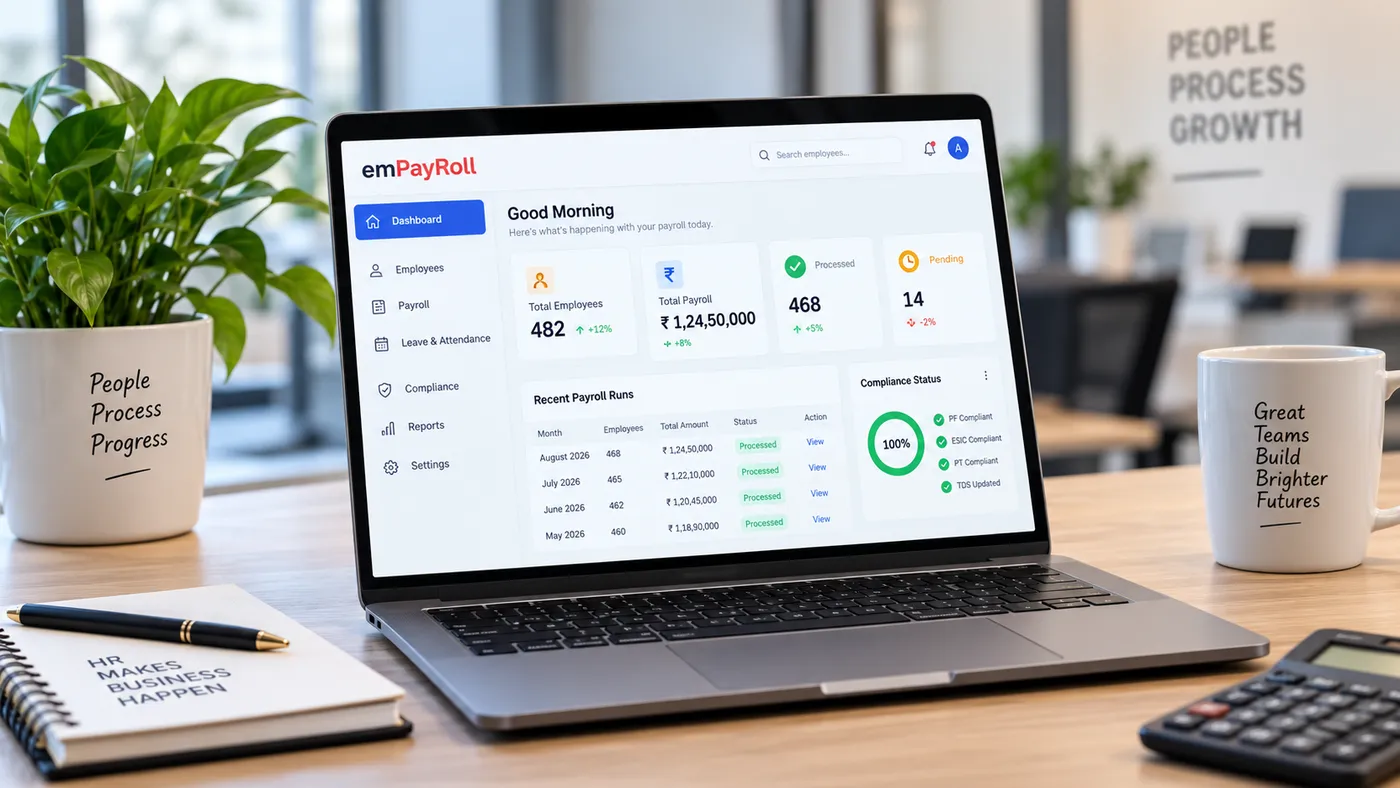 PEOPLE
PROCESS
GROWTH
emPayRoll
Search employees...
A
Dashboard
Employees
Payroll
Leave & Attendance
Compliance
Reports
Settings
Good Morning
Here's what's happening with your payroll today.
Total Employees
482 +12%
Total Payroll
₹ 1,24,50,000
+8%
Processed
468
+5%
Pending
14
-2%
Recent Payroll Runs
Month Employees Total Amount Status Action
August 2026 468 ₹ 1,24,50,000 Processed View
July 2026 465 ₹ 1,22,10,000 Processed View
June 2026 462 ₹ 1,20,45,000 Processed View
May 2026 460 ₹ 1,18,90,000 Processed View
Compliance Status
100%
PF Compliant
ESIC Compliant
PT Compliant
TDS Updated
People
Process
Progress
Great
Teams
Build
Brighter
Futures
HR
MAKES
BUSINESS
HAPPEN